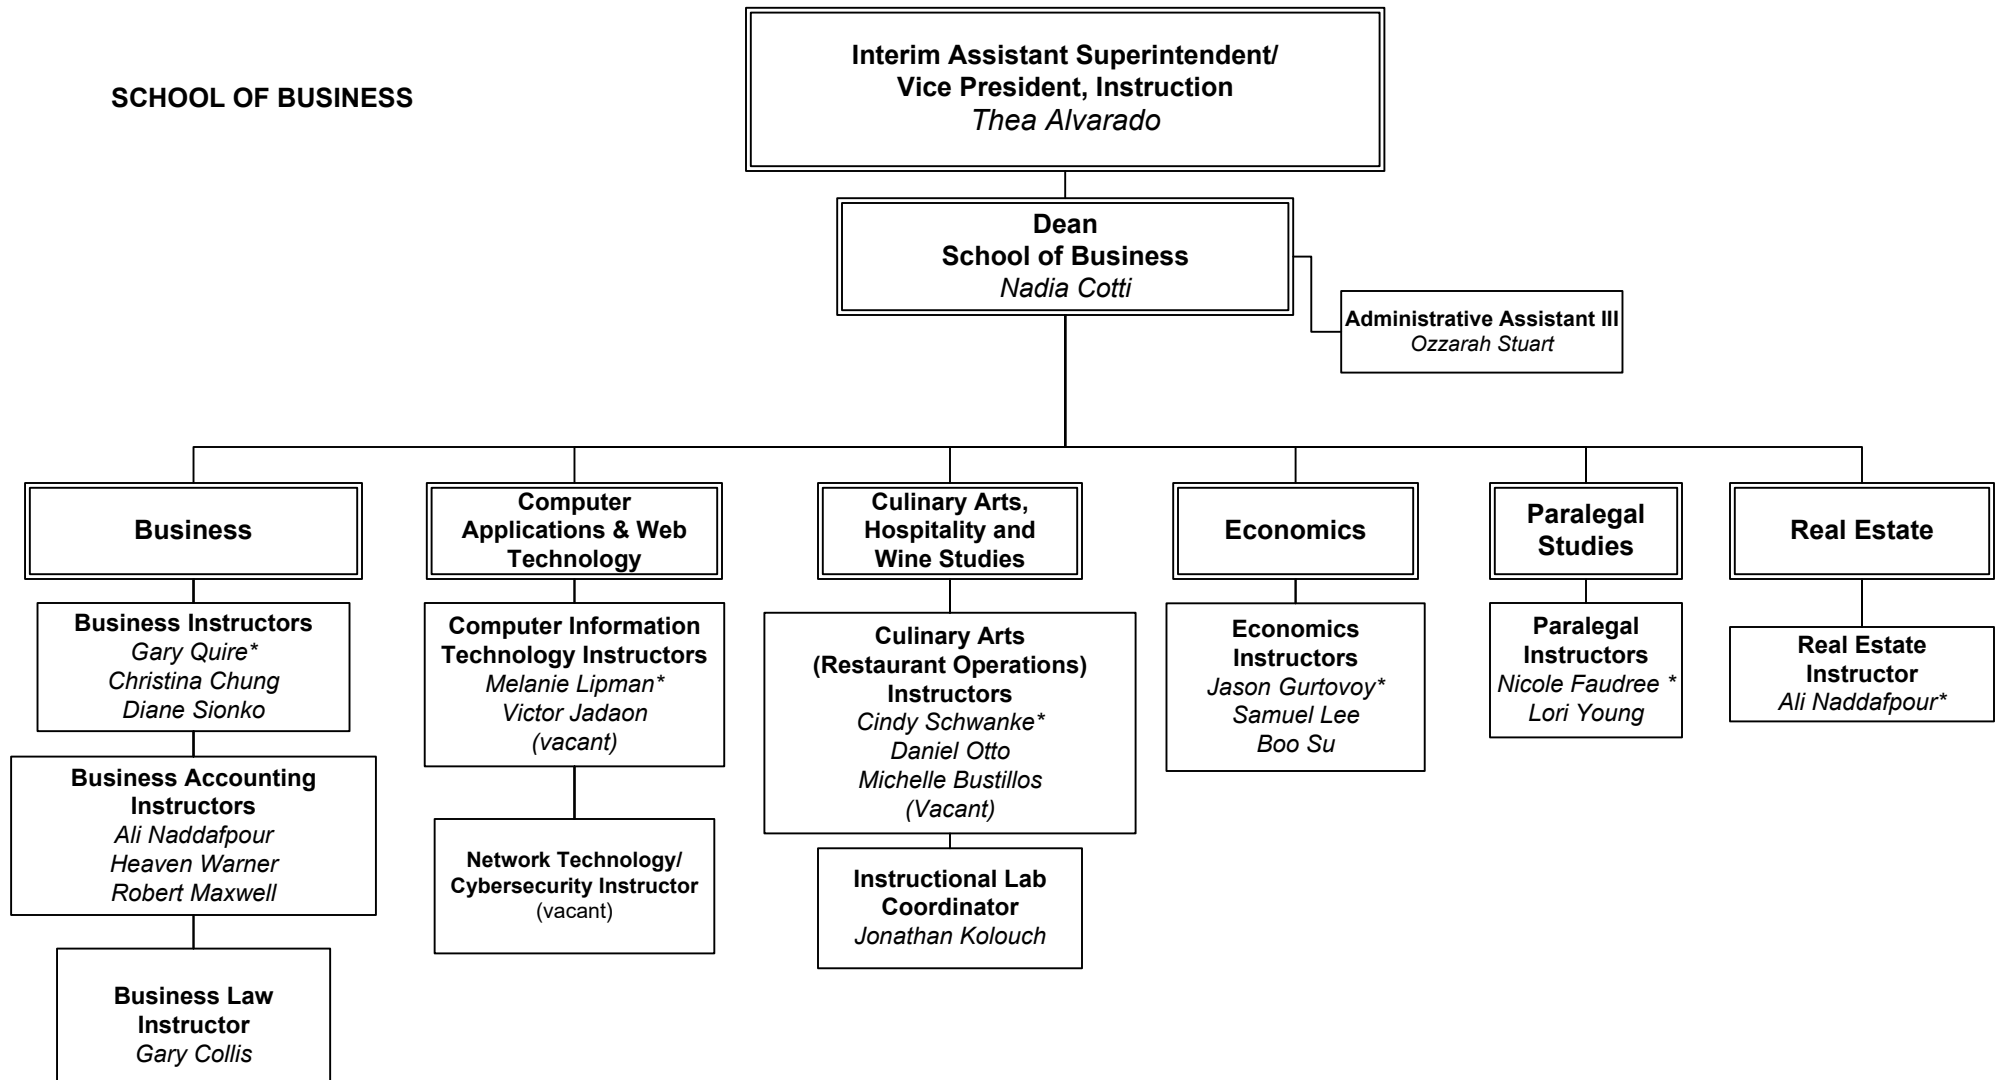 SCHOOL OF BUSINESS
Interim Assistant Superintendent/
Vice President, Instruction
Thea Alvarado
Dean
School of Business
Nadia Cotti
Administrative Assistant III
Ozzarah Stuart
Business
Business Instructors
Gary Quire*
Christina Chung
Diane Sionko
Business Accounting
Instructors
Ali Naddafpour
Heaven Warner
Robert Maxwell
Business Law
Instructor
Gary Collis
Computer
Applications & Web
Technology
Computer Information
Technology Instructors
Melanie Lipman*
Victor Jadaon
(vacant)
Network Technology/
Cybersecurity Instructor
(vacant)
Culinary Arts,
Hospitality and
Wine Studies
Culinary Arts
(Restaurant Operations)
Instructors
Cindy Schwanke*
Daniel Otto
Michelle Bustillos
(Vacant)
Instructional Lab
Coordinator
Jonathan Kolouch
Economics
Economics
Instructors
Jason Gurtovoy*
Samuel Lee
Boo Su
Paralegal
Studies
Paralegal
Instructors
Nicole Faudree *
Lori Young
Real Estate
Real Estate
Instructor
Ali Naddafpour*